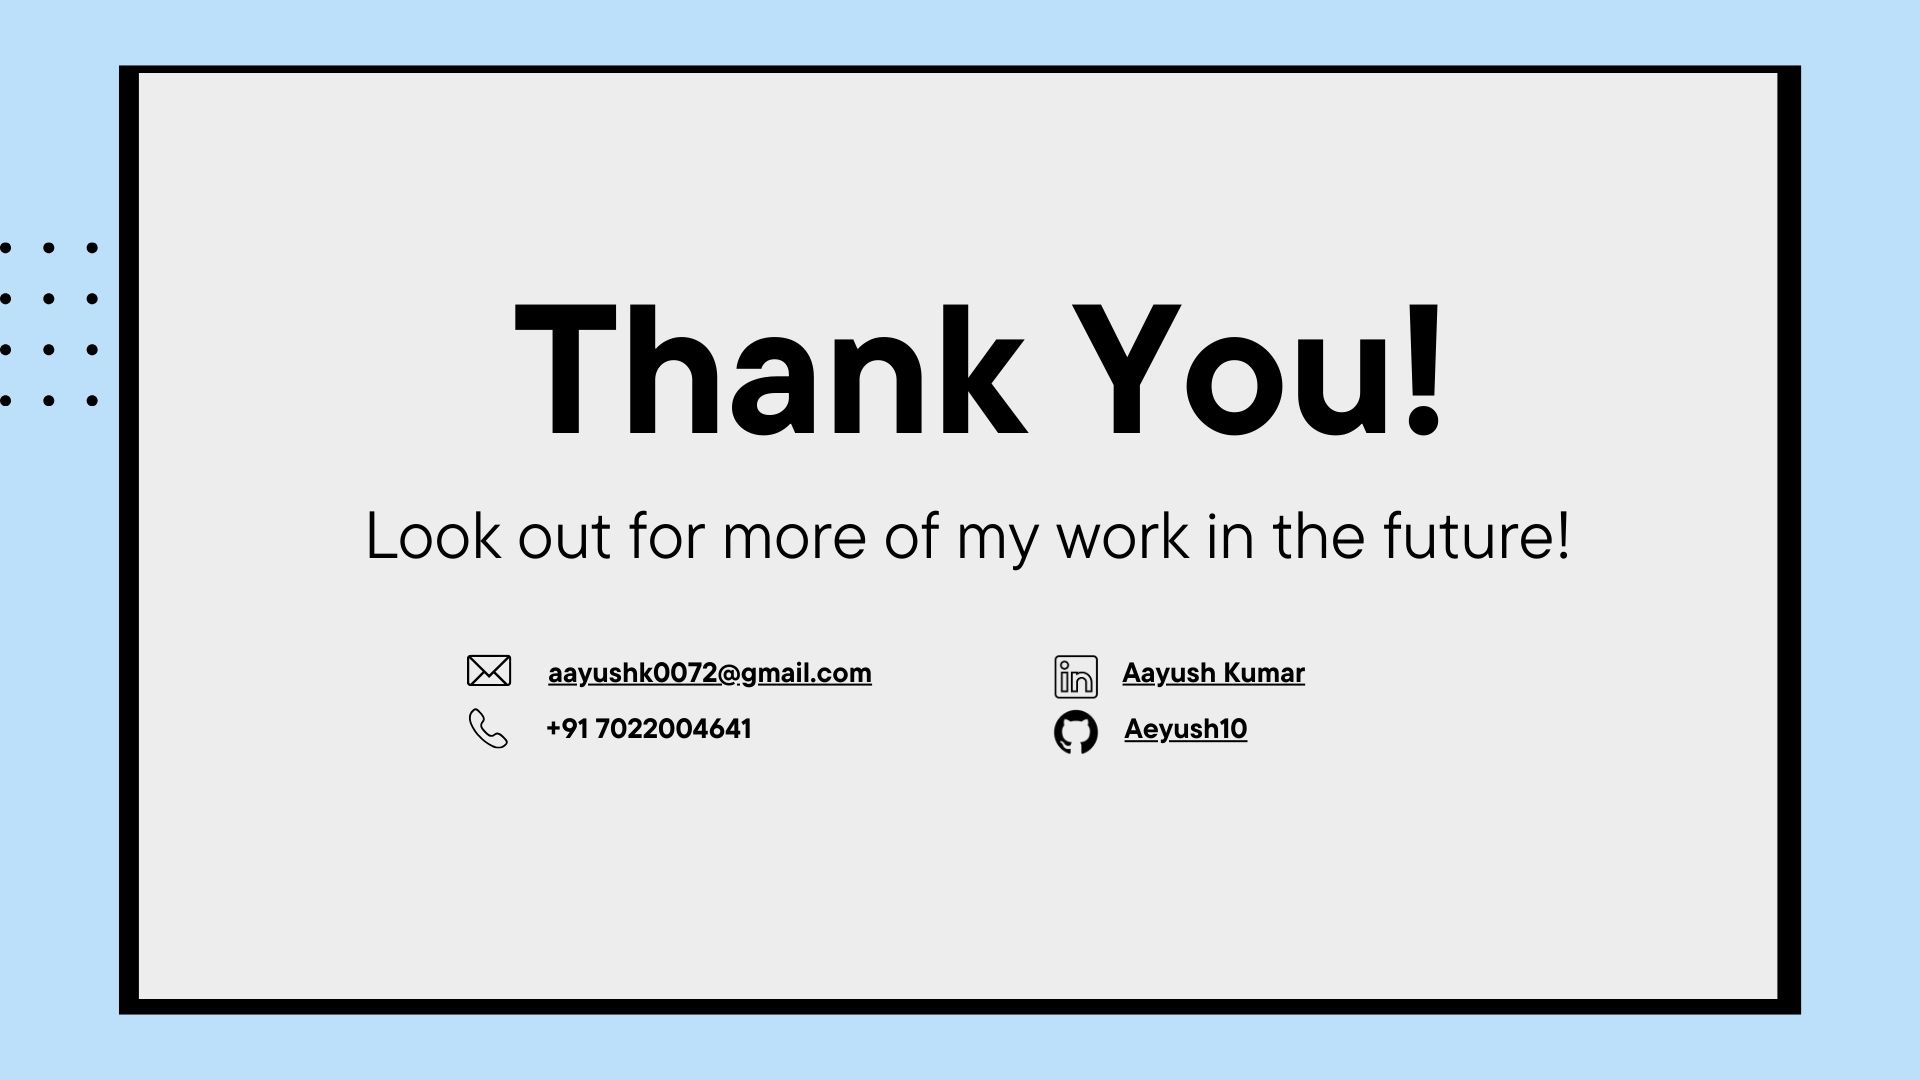 Thank You!
Look out for more of my work in the future!
aayushk0072@gmail.com
+91 7022004641
in Aayush Kumar
Aeyush10